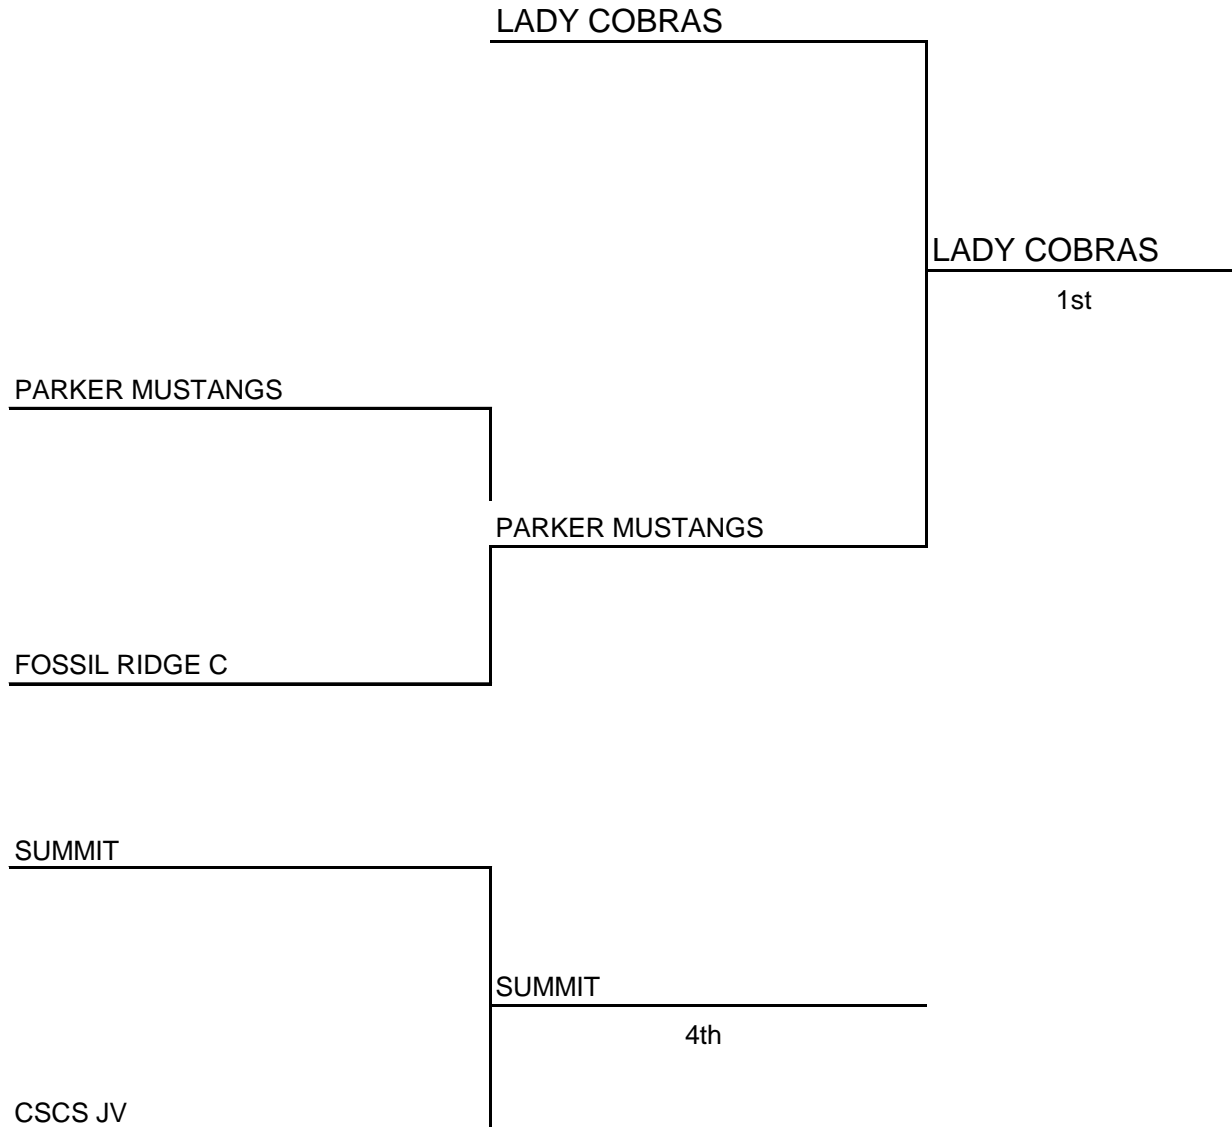 LADY COBRAS
LADY COBRAS
1st
PARKER MUSTANGS
PARKER MUSTANGS
FOSSIL RIDGE C
SUMMIT
SUMMIT
4th
CSCS JV